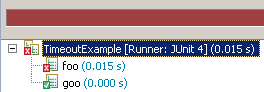 TimeoutExample [Runner: JUnit 4] (0.015 s)
foo (0.015 s)
goo (0.000 s)